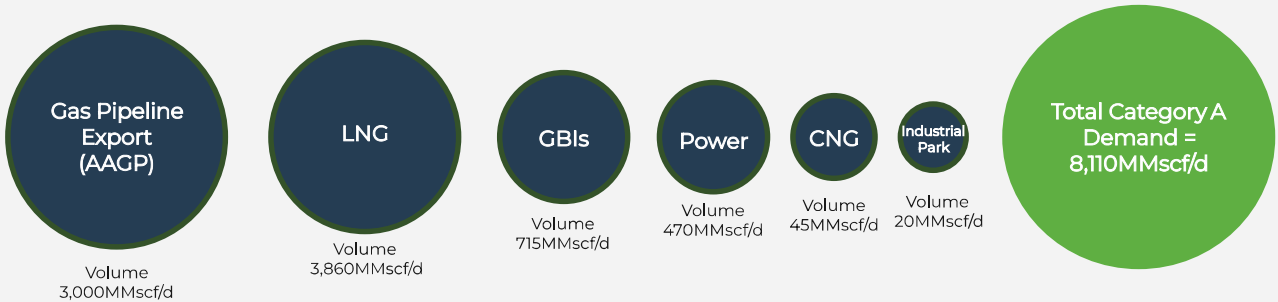 Gas Pipeline
Export
(AAGP)
Volume
3,000MMscf/d
LNG
Volume
3,860MMscf/d
GBIs
Volume
715MMscf/d
Power
Volume
470MMscf/d
CNG
Volume
45MMscf/d
Industrial
Park
Volume
20MMscf/d
Total Category A
Demand =
8,110MMscf/d